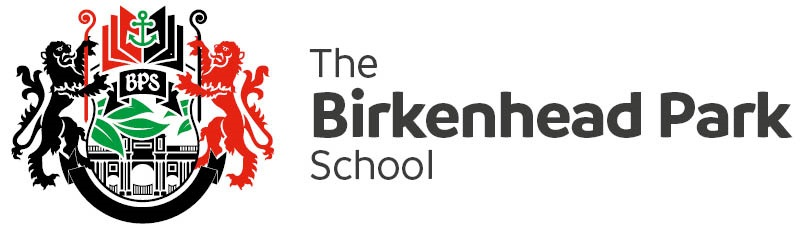 BPS
The
Birkenhead Park
School